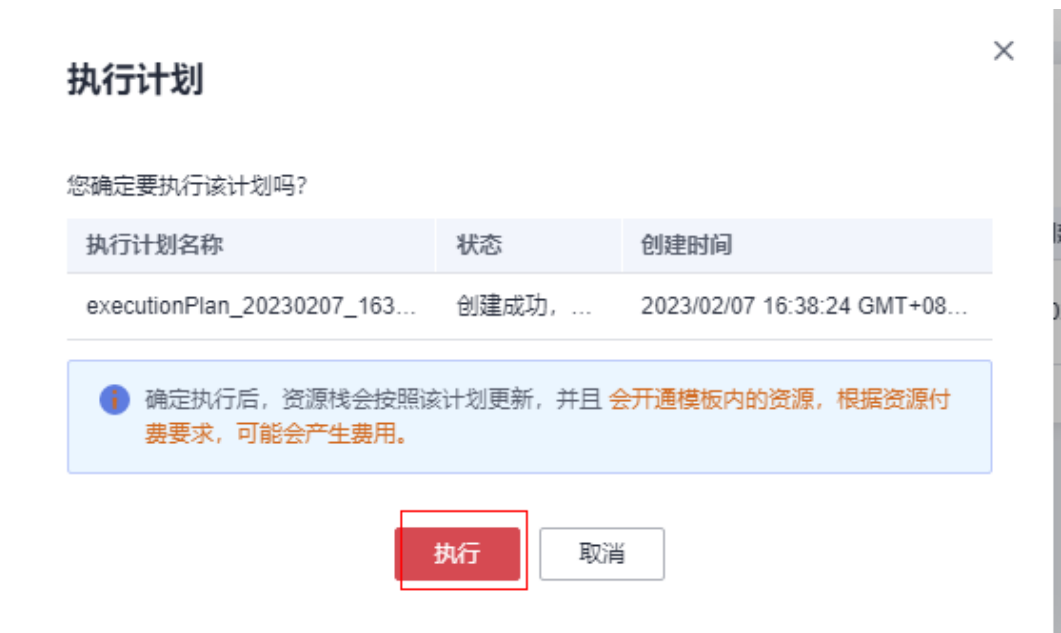 执行计划
您确定要执行该计划吗?
执行计划名称 状态 创建时间
executionPlan_20230207_163... 创建成功, ... 2023/02/07 16:38:24 GMT+08...
确定执行后，资源栈会按照该计划更新，并且 会开通模板内的资源，根据资源付
费要求，可能会产生费用。
执行 取消